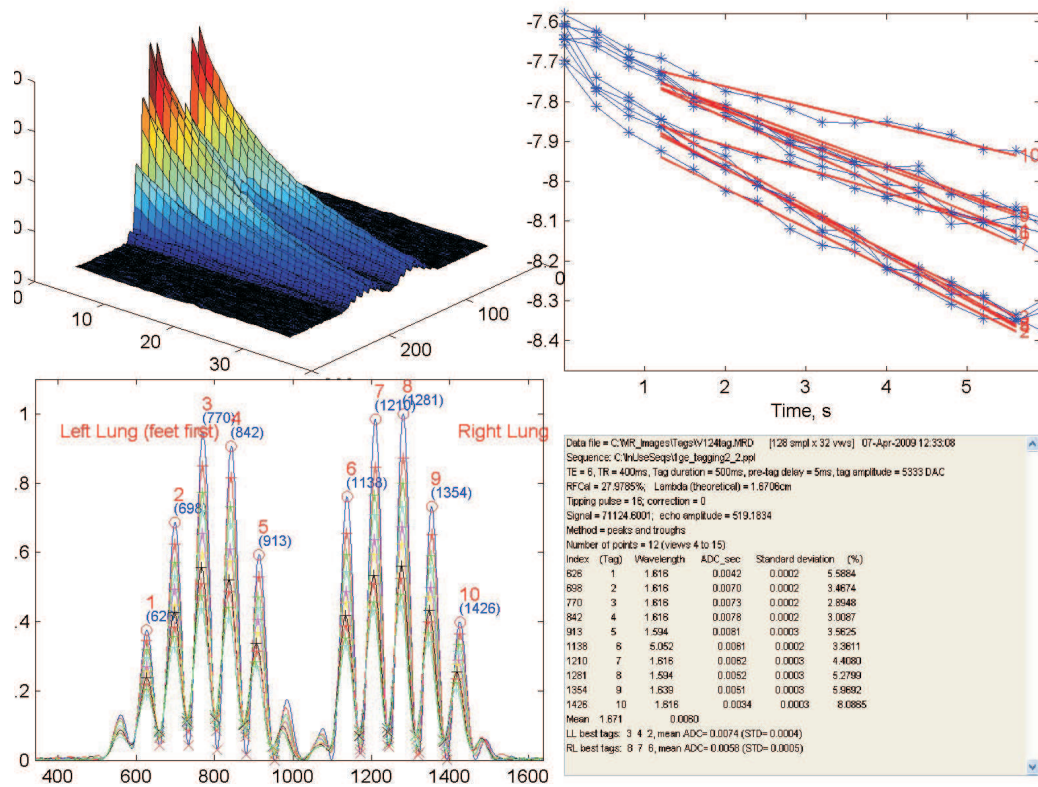 0
0
0
0
0
0
10
20
30
200
100
0
-7.6
-7.7
-7.8
-7.9
-8
-8.1
-8.2
-8.3
-8.4
10
7
2
1
2
3
4
5
Time, s
1
.8
.6
.4
.2
0
Left Lung (feet first)
Right Lung
1
(626)
2
(698)
3
(770)
4
(842)
5
(913)
6
(1138)
7
(1210)
8
(1281)
9
(1354)
10
(1426)
400
600
800
1000
1200
1400
1600
Data file = C:\MR_Images\Tags\V124tag.MRD [128 smpl x 32 vws] 07-Apr-2009 12:33:08
Sequence: C:\InUseSeqs\fge_tagging2_2.ppl
TE = 6, TR = 400ms, Tag duration = 500ms, pre-tag delay = 5ms, tag amplitude = 5333 DAC
RFCal = 27.9785%; Lambda (theoretical) = 1.6706cm
Tipping pulse = 16; correction = 0
Signal = 71124.6001; echo amplitude = 519.1834
Method = peaks and troughs
Number of points = 12 (views 4 to 15)
Index (Tag) Wavelength ADC_sec Standard deviation (%)
626 1 1.616 0.0042 0.0002 5.5884
698 2 1.616 0.0070 0.0002 3.4674
770 3 1.616 0.0073 0.0002 2.8948
842 4 1.616 0.0078 0.0002 3.0087
913 5 1.594 0.0081 0.0003 3.5625
1138 6 5.052 0.0061 0.0002 3.3611
1210 7 1.616 0.0062 0.0003 4.4080
1281 8 1.594 0.0052 0.0003 5.2799
1354 9 1.639 0.0051 0.0003 5.9692
1426 10 1.616 0.0034 0.0003 8.0865
Mean 1.671 0.0060
LL best tags: 3 4 2, mean ADC= 0.0074 (STD= 0.0004)
RL best tags: 8 7 6, mean ADC= 0.0058 (STD= 0.0005)